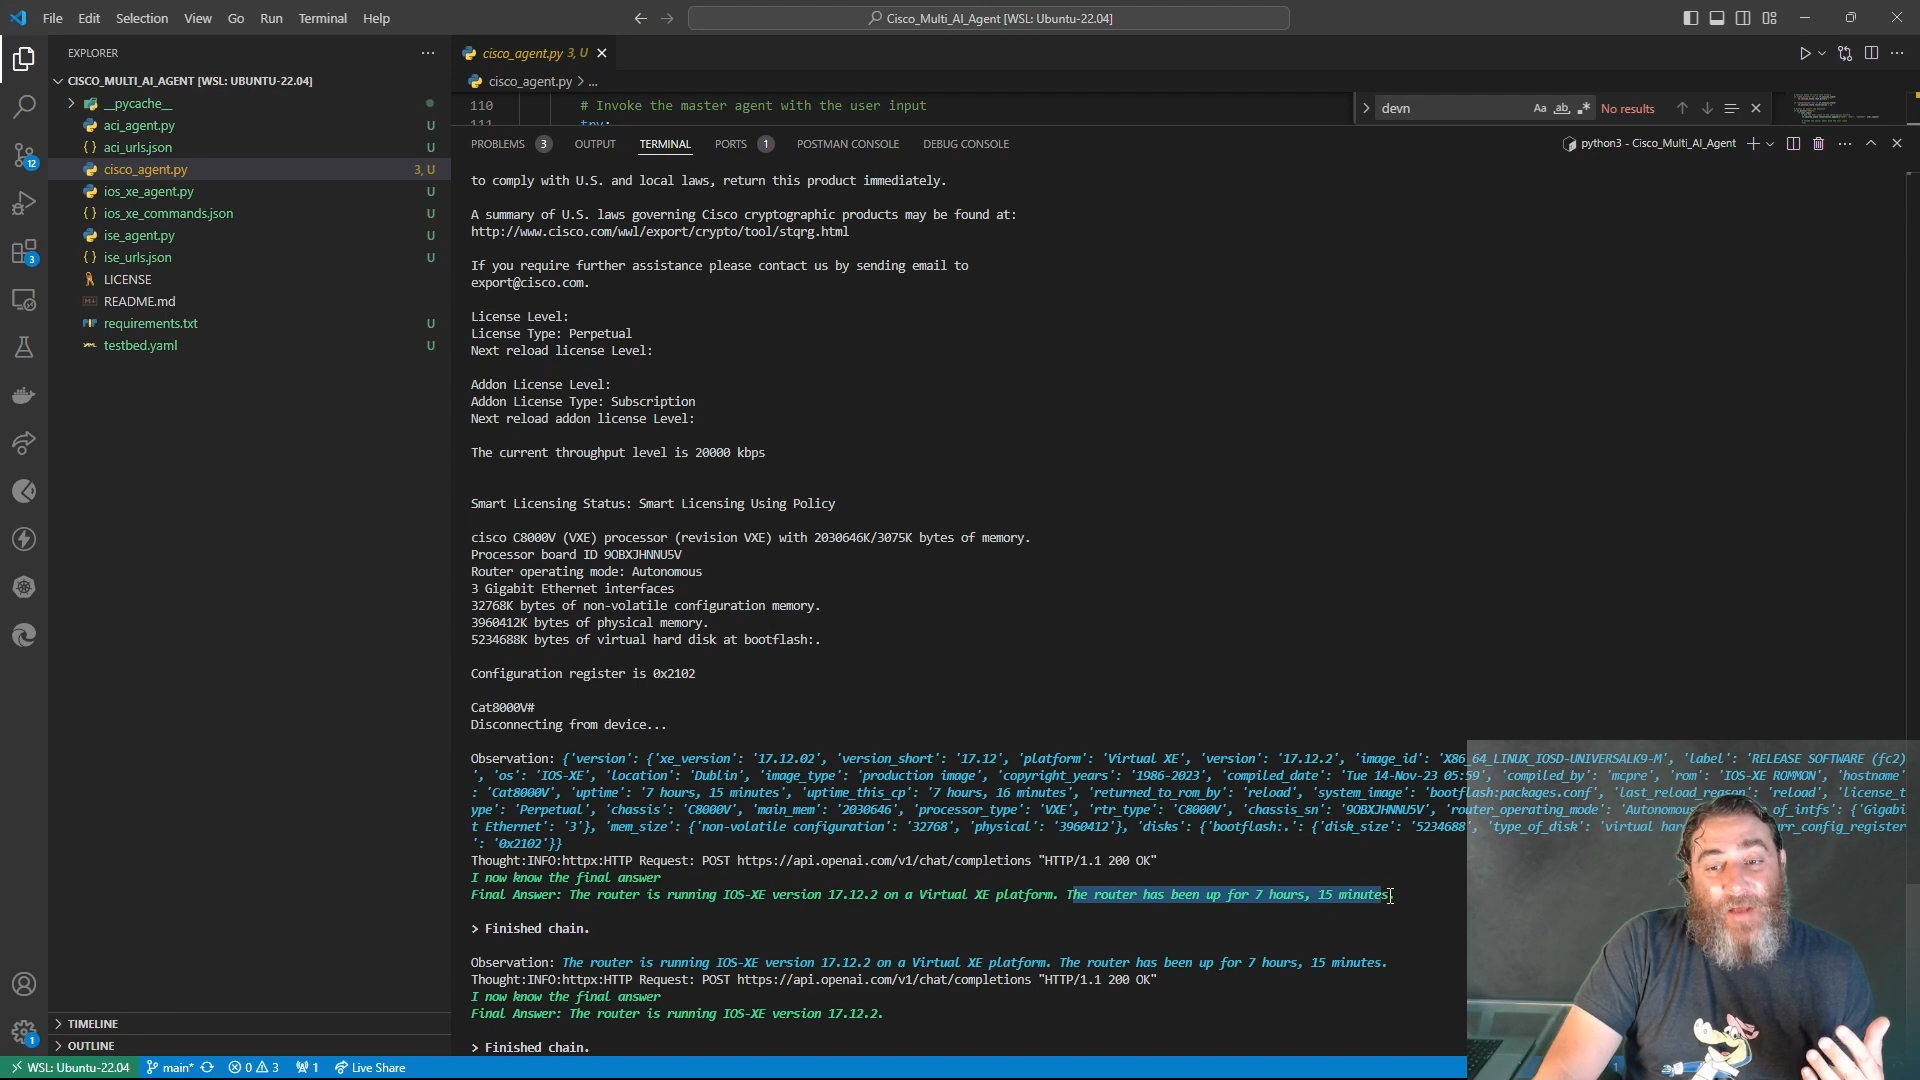 File Edit Selection View Go Run Terminal Help
Cisco_Multi_AI_Agent [WSL: Ubuntu-22.04]
EXPLORER
CISCO_MULTI_AI_AGENT [WSL: UBUNTU-22.04]
__pycache__
aci_agent.py U
aci_urls.json U
cisco_agent.py 3, U
ios_xe_agent.py U
ios_xe_commands.json U
ise_agent.py U
ise_urls.json U
LICENSE
README.md
requirements.txt U
testbed.yaml U
TIMELINE
OUTLINE
12
3
1
cisco_agent.py 3, U
cisco_agent.py > ...
110 # Invoke the master agent with the user input
111 try:
devn
No results
PROBLEMS 3 OUTPUT TERMINAL PORTS 1 POSTMAN CONSOLE DEBUG CONSOLE
python3 - Cisco_Multi_AI_Agent
to comply with U.S. and local laws, return this product immediately.
A summary of U.S. laws governing Cisco cryptographic products may be found at:
http://www.cisco.com/wwl/export/crypto/tool/stqrg.html
If you require further assistance please contact us by sending email to
export@cisco.com.
License Level:
License Type: Perpetual
Next reload license Level:
Addon License Level:
Addon License Type: Subscription
Next reload addon license Level:
The current throughput level is 20000 kbps
Smart Licensing Status: Smart Licensing Using Policy
cisco C8000V (VXE) processor (revision VXE) with 2030646K/3075K bytes of memory.
Processor board ID 9OBXJHNNU5V
Router operating mode: Autonomous
3 Gigabit Ethernet interfaces
32768K bytes of non-volatile configuration memory.
3960412K bytes of physical memory.
5234688K bytes of virtual hard disk at bootflash:.
Configuration register is 0x2102
Cat8000V#
Disconnecting from device...
Observation: {'version': {'xe_version': '17.12.02', 'version_short': '17.12', 'platform': 'Virtual XE', 'version': '17.12.2', 'image_id': 'X86_64_LINUX_IOSD-UNIVERSALK9-M', 'label': 'RELEASE SOFTWARE (fc2)
', 'os': 'IOS-XE', 'location': 'Dublin', 'image_type': 'production image', 'copyright_years': '1986-2023', 'compiled_date': 'Tue 14-Nov-23 05:59', 'compiled_by': 'mcpre', 'rom': 'IOS-XE ROMMON', 'hostname'
: 'Cat8000V', 'uptime': '7 hours, 15 minutes', 'uptime_this_cp': '7 hours, 16 minutes', 'returned_to_rom_by': 'reload', 'system_image': 'bootflash:packages.conf', 'last_reload_reason': 'reload', 'license_t
ype': 'Perpetual', 'chassis': 'C8000V', 'main_mem': '2030646', 'processor_type': 'VXE', 'rtr_type': 'C8000V', 'chassis_sn': '9OBXJHNNU5V', 'router_operating_mode': 'Autonomous of_intfs': {'Gigabi
t Ethernet': '3'}, 'mem_size': {'non-volatile configuration': '32768', 'physical': '3960412'}, 'disks': {'bootflash:.': {'disk_size': '5234688', 'type_of_disk': 'virtual har urr_config_register
': '0x2102'}}
Thought:INFO:httpx:HTTP Request: POST https://api.openai.com/v1/chat/completions "HTTP/1.1 200 OK"
I now know the final answer
Final Answer: The router is running IOS-XE version 17.12.2 on a Virtual XE platform. The router has been up for 7 hours, 15 minutes.
> Finished chain.
Observation: The router is running IOS-XE version 17.12.2 on a Virtual XE platform. The router has been up for 7 hours, 15 minutes.
Thought:INFO:httpx:HTTP Request: POST https://api.openai.com/v1/chat/completions "HTTP/1.1 200 OK"
I now know the final answer
Final Answer: The router is running IOS-XE version 17.12.2.
> Finished chain.
WSL: Ubuntu-22.04 main* 0 3 1 Live Share